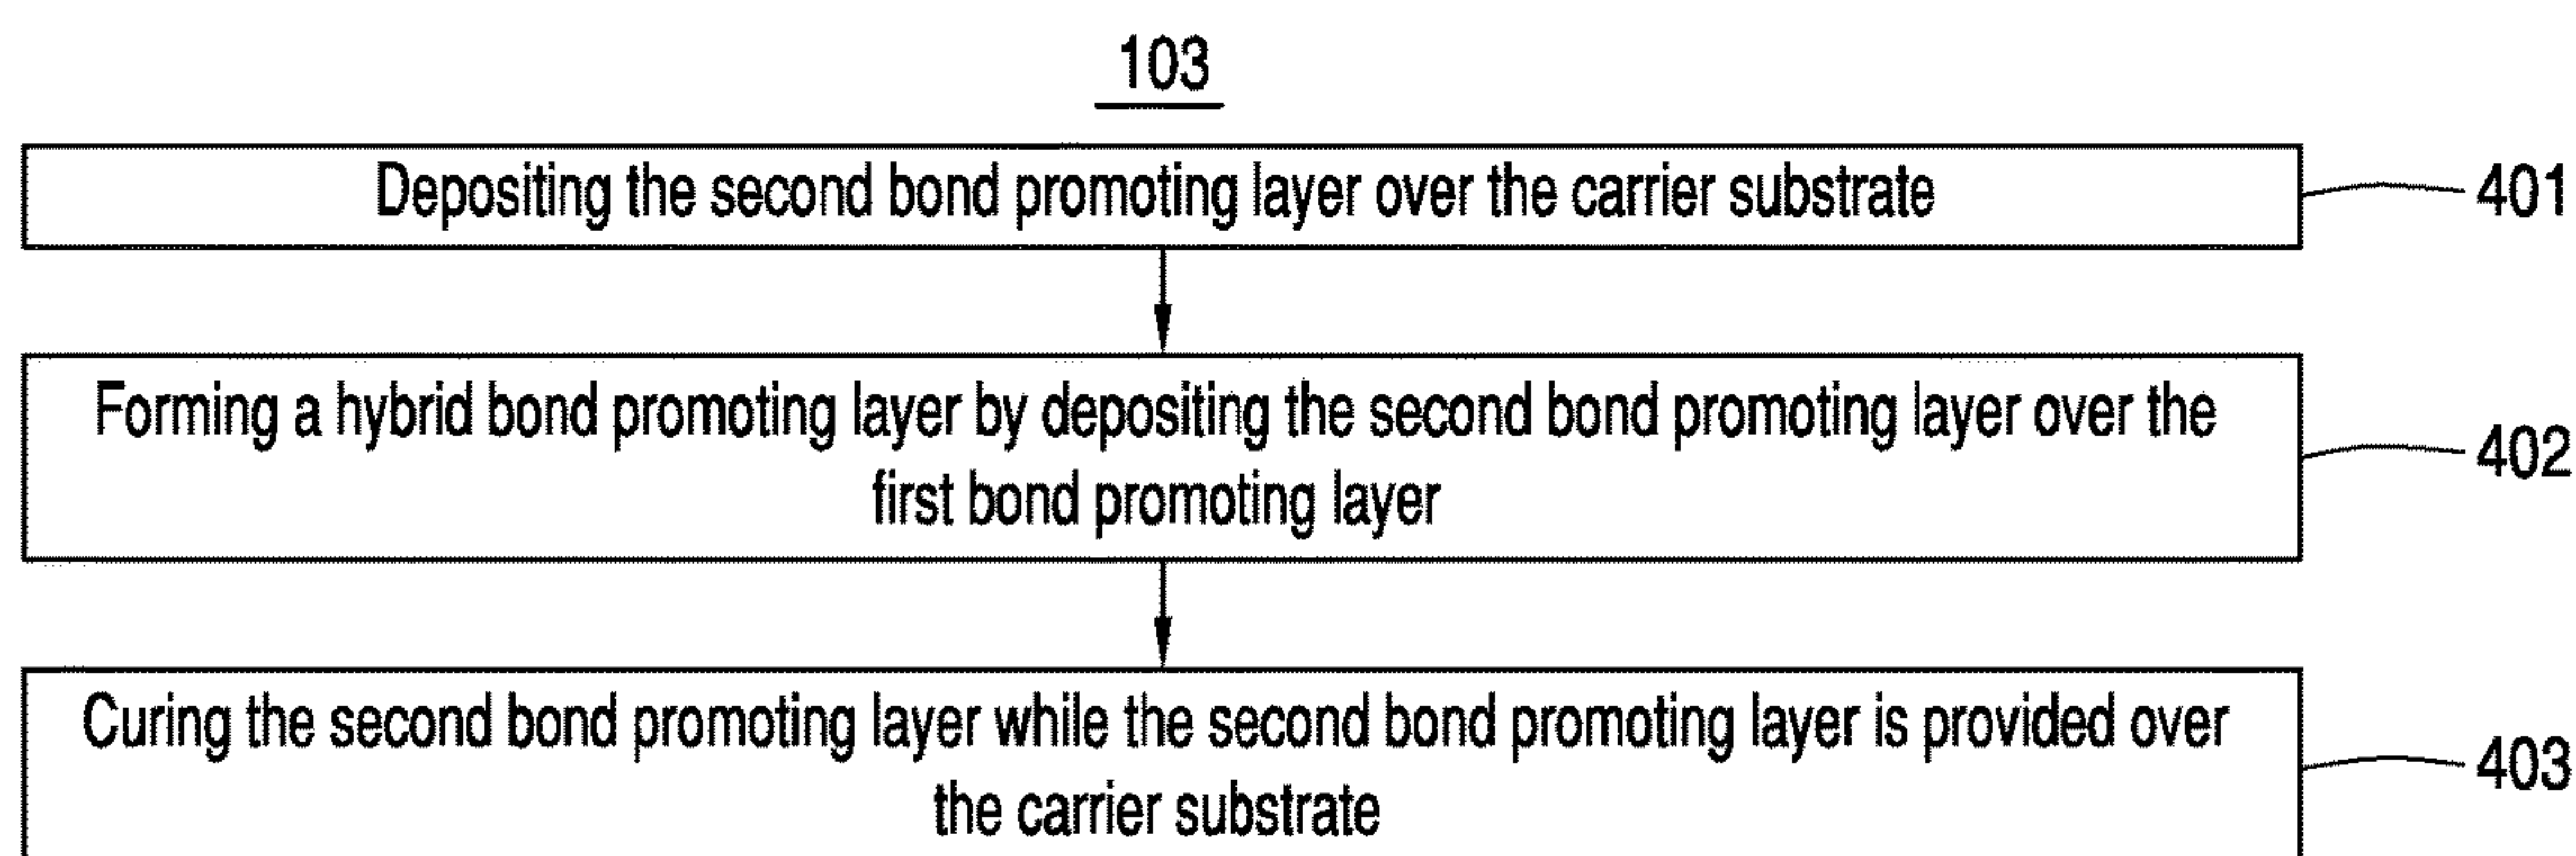 103
Depositing the second bond promoting layer over the carrier substrate
401
Forming a hybrid bond promoting layer by depositing the second bond promoting layer over the
first bond promoting layer
402
Curing the second bond promoting layer while the second bond promoting layer is provided over
the carrier substrate
403